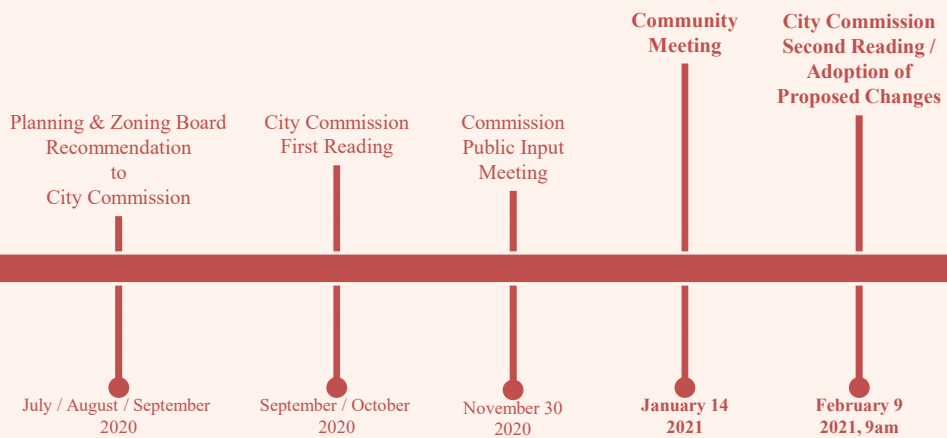 Planning & Zoning Board
Recommendation
to
City Commission
City Commission
First Reading
Commission
Public Input
Meeting
Community
Meeting
City Commission
Second Reading /
Adoption of
Proposed Changes
July / August / September
2020
September / October
2020
November 30
2020
January 14
2021
February 9
2021, 9am